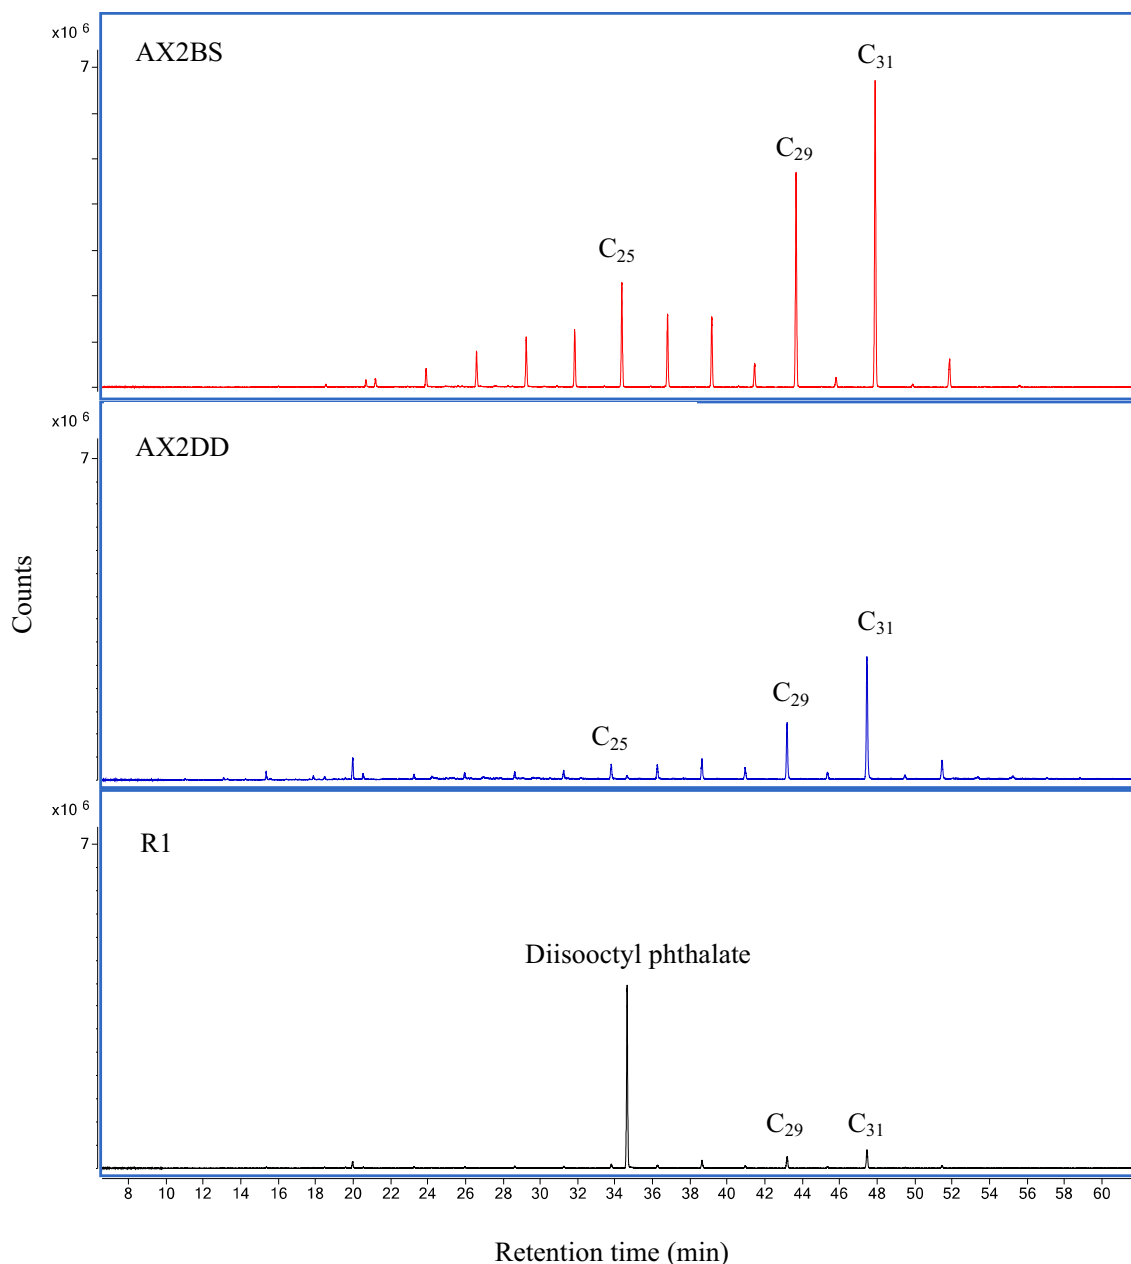 x10 6
AX2BS
7
C25
C29
C31
x10 6
AX2DD
7
C25
C29
C31
Counts
x10 6
R1
7
Diisooctyl phthalate
C29
C31
8 10 12 14 16 18 20 22 24 26 28 30 32 34 36 38 40 42 44 46 48 50 52 54 56 58 60
Retention time (min)